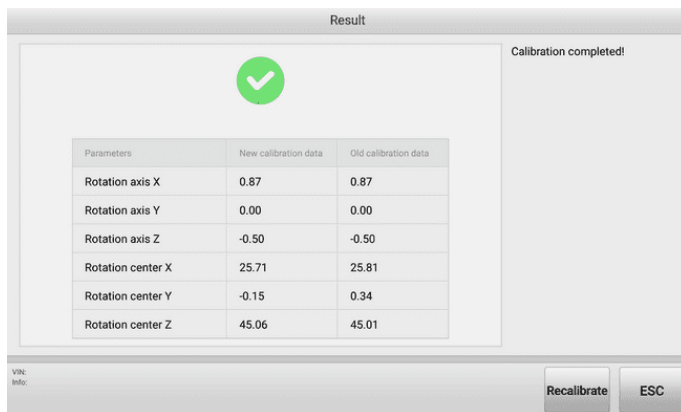 Result
Calibration completed!
Parameters New calibration data Old calibration data
Rotation axis X 0.87 0.87
Rotation axis Y 0.00 0.00
Rotation axis Z -0.50 -0.50
Rotation center X 25.71 25.81
Rotation center Y -0.15 0.34
Rotation center Z 45.06 45.01
VIN:
Info:
Recalibrate ESC